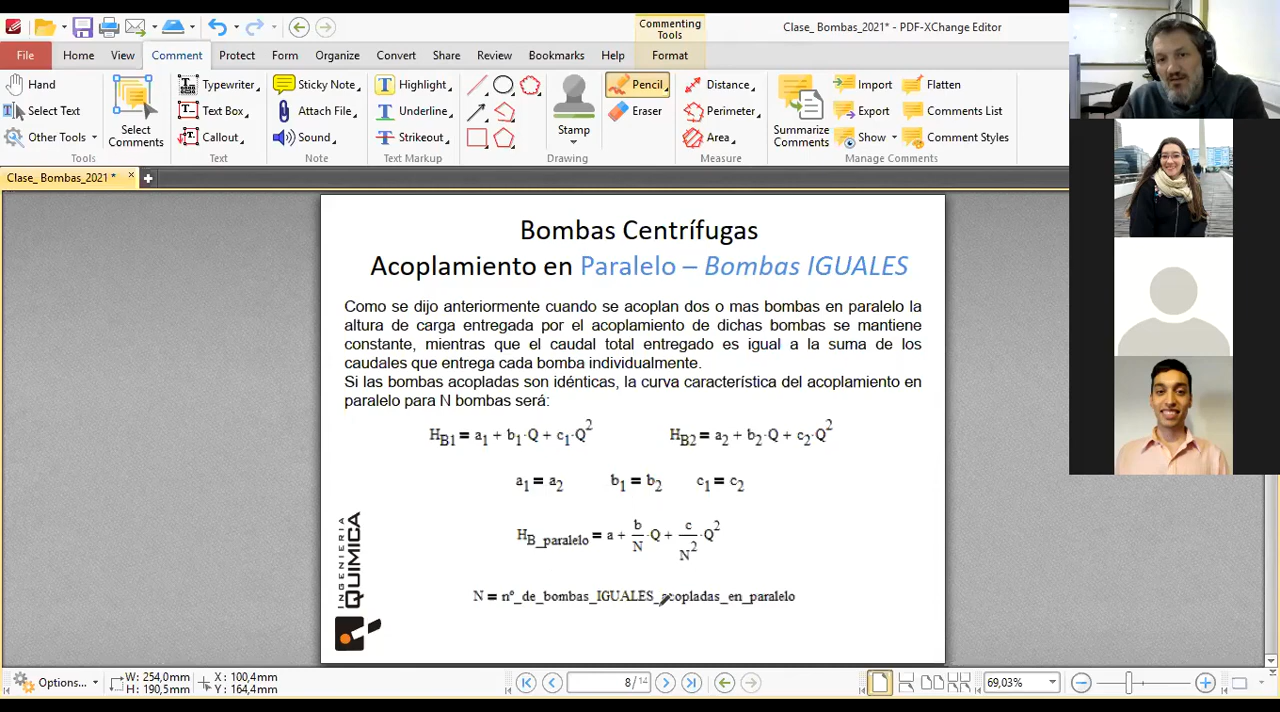 Commenting Tools
Clase_ Bombas_2021* - PDF-XChange Editor
File Home View Comment Protect Form Organize Convert Share Review Bookmarks Help Format
Hand
Select Text
Other Tools
Select Comments
Tools
Typewriter
Text Box
Callout
Text
Sticky Note
Attach File
Sound
Note
Highlight
Underline
Strikeout
Text Markup
Stamp
Pencil
Eraser
Drawing
Distance
Perimeter
Area
Measure
Summarize Comments
Import
Export
Show
Flatten
Comments List
Comment Styles
Manage Comments
Clase_ Bombas_2021 *
Bombas Centrífugas
Acoplamiento en Paralelo – Bombas IGUALES
Como se dijo anteriormente cuando se acoplan dos o mas bombas en paralelo la
altura de carga entregada por el acoplamiento de dichas bombas se mantiene
constante, mientras que el caudal total entregado es igual a la suma de los
caudales que entrega cada bomba individualmente.
Si las bombas acopladas son idénticas, la curva característica del acoplamiento en
paralelo para N bombas será:
H_B1 = a₁ + b₁·Q + c₁·Q² H_B2 = a₂ + b₂·Q + c₂·Q²
a₁ = a₂ b₁ = b₂ c₁ = c₂
H_B_paralelo = a + b/N·Q + c/N²·Q²
N = nº_de_bombas_IGUALES_acopladas_en_paralelo
INGENIERIA
QUIMICA
Options...
W: 254,0mm
H: 190,5mm
X: 100,4mm
Y: 164,4mm
8/14
69,03%